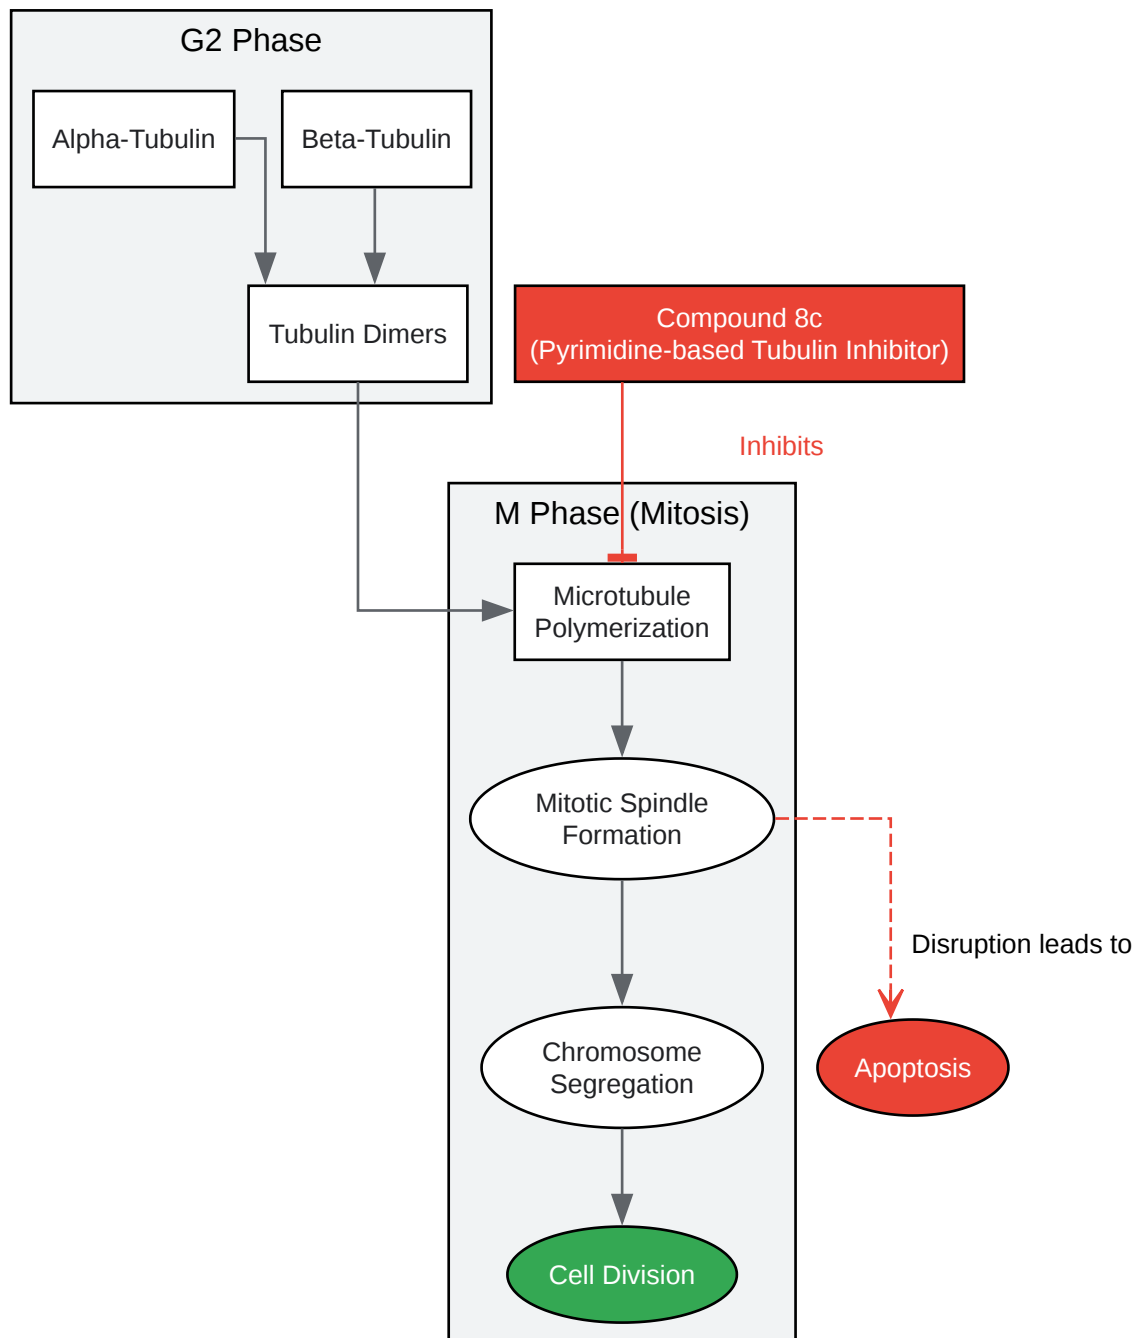 G2 Phase
Alpha-Tubulin
Beta-Tubulin
Tubulin Dimers
Compound 8c
(Pyrimidine-based Tubulin Inhibitor)
Inhibits
M Phase (Mitosis)
Microtubule
Polymerization
Mitotic Spindle
Formation
Disruption leads to
Chromosome
Segregation
Apoptosis
Cell Division